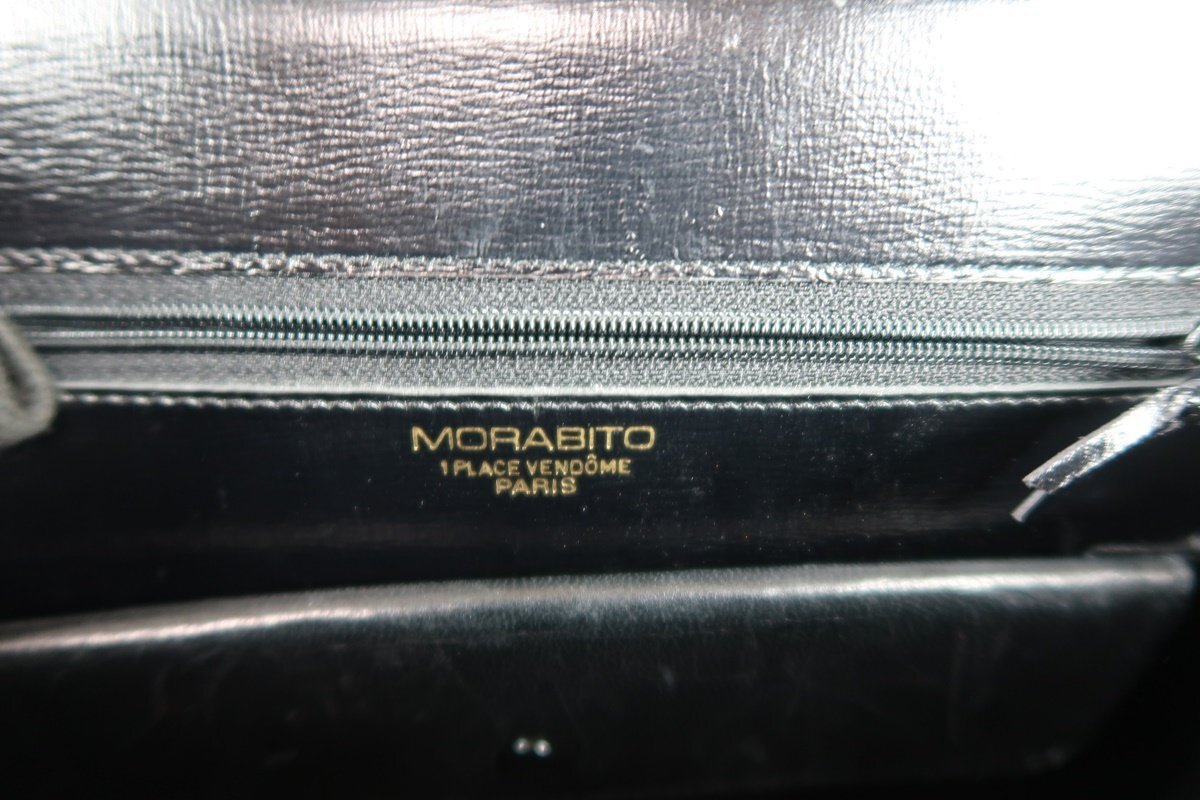 MORABITO
1 PLACE VENDÔME
PARIS